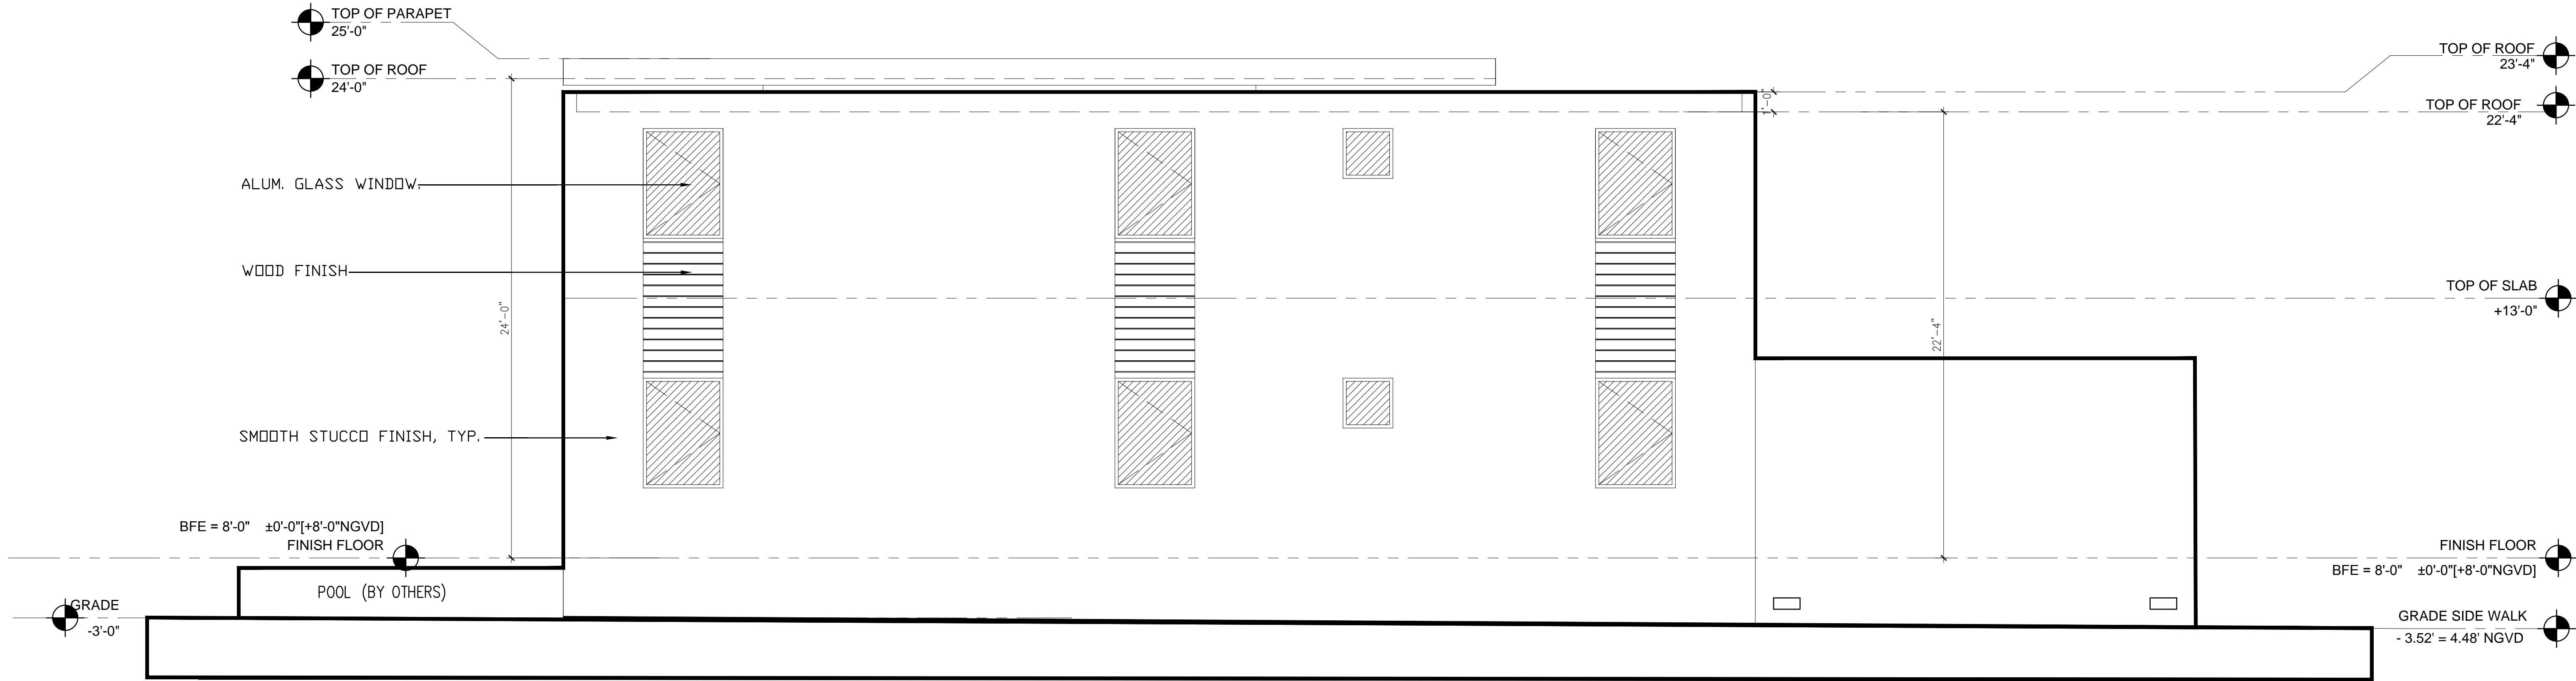 TOP OF PARAPET
25'-0"
TOP OF ROOF
24'-0"
TOP OF ROOF
23'-4"
TOP OF ROOF
22'-4"
1'-0"
ALUM. GLASS WINDOW.
WOOD FINISH
24'-0"
22'-4"
TOP OF SLAB
+13'-0"
SMOOTH STUCCO FINISH, TYP.
BFE = 8'-0" ±0'-0"[+8'-0"NGVD]
FINISH FLOOR
FINISH FLOOR
BFE = 8'-0" ±0'-0"[+8'-0"NGVD]
POOL (BY OTHERS)
GRADE
-3'-0"
GRADE SIDE WALK
- 3.52' = 4.48' NGVD